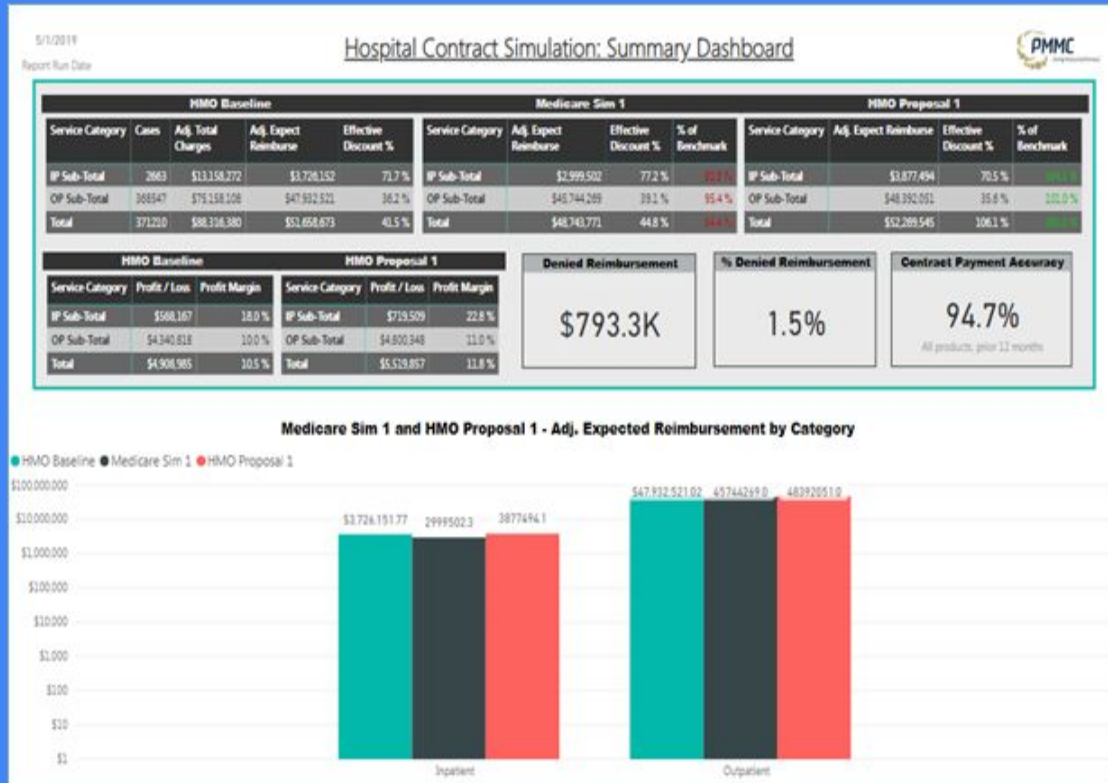 5/1/2019
Report Run Date
Hospital Contract Simulation: Summary Dashboard
PMMC
HMO Baseline Medicare Sim 1 HMO Proposal 1
Service Category Cases Adj. Total Charges Adj. Expect Reimburse Effective Discount % Service Category Adj. Expect Reimburse Effective Discount % % of Benchmark Service Category Adj. Expect Reimburse Effective Discount % % of Benchmark
IP Sub-Total 2663 $13,158,272 $3,726,152 71.7 % IP Sub-Total $2,999,502 77.2 % IP Sub-Total $3,877,494 70.5 %
OP Sub-Total 368547 $75,158,108 $47,932,521 36.2 % OP Sub-Total $45,744,269 39.1 % 95.4 % OP Sub-Total $48,392,051 35.6 % 101.0 %
Total 371210 $88,316,380 $51,658,673 41.5 % Total $48,743,771 44.8 % Total $52,269,545 106.1 %
HMO Baseline HMO Proposal 1
Service Category Profit / Loss Profit Margin Service Category Profit / Loss Profit Margin
IP Sub-Total $568,167 18.0 % IP Sub-Total $719,509 22.8 %
OP Sub-Total $4,340,818 10.0 % OP Sub-Total $4,800,348 11.0 %
Total $4,908,985 10.5 % Total $5,519,857 11.8 %
Denied Reimbursement
$793.3K
% Denied Reimbursement
1.5%
Contract Payment Accuracy
94.7%
All products, prior 12 months
Medicare Sim 1 and HMO Proposal 1 - Adj. Expected Reimbursement by Category
HMO Baseline Medicare Sim 1 HMO Proposal 1
$100,000,000
$10,000,000
$1,000,000
$100,000
$10,000
$1,000
$100
$10
$1
$3,726,151.77 2999502.3 3877494.1
$47,932,521.02 45744269.0 48392051.0
Inpatient Outpatient